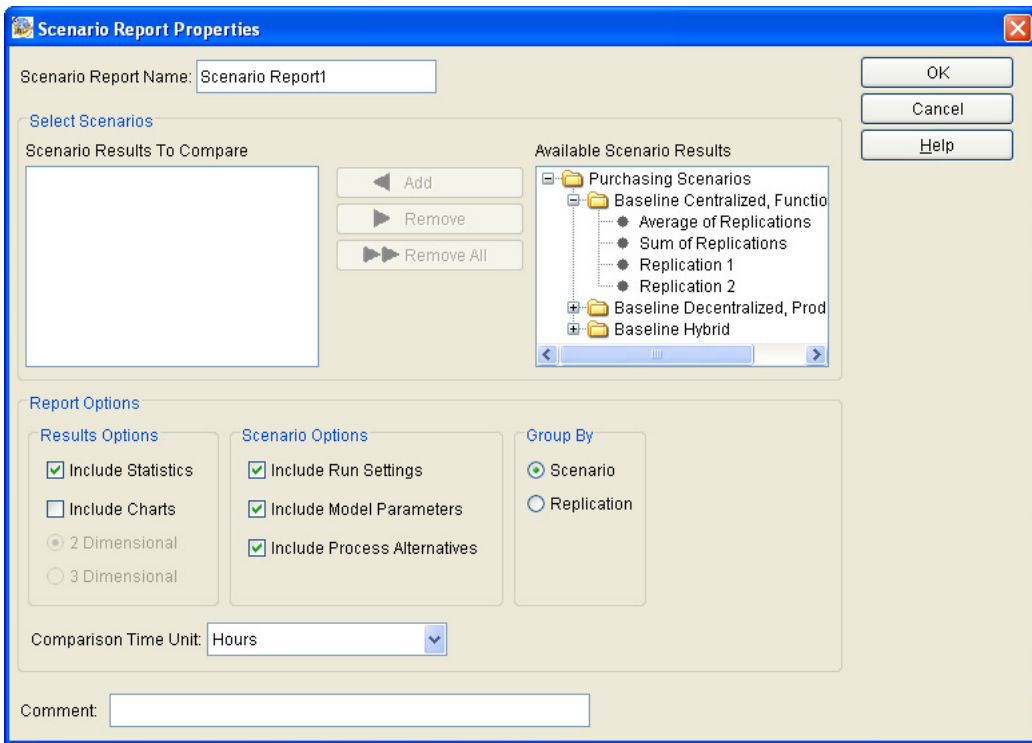 Scenario Report Properties
Scenario Report Name: Scenario Report1
OK
Cancel
Help
Select Scenarios
Scenario Results To Compare
Add
Remove
Remove All
Available Scenario Results
Purchasing Scenarios
Baseline Centralized, Functio
Average of Replications
Sum of Replications
Replication 1
Replication 2
Baseline Decentralized, Prod
Baseline Hybrid
Report Options
Results Options
Include Statistics
Include Charts
2 Dimensional
3 Dimensional
Scenario Options
Include Run Settings
Include Model Parameters
Include Process Alternatives
Group By
Scenario
Replication
Comparison Time Unit: Hours
Comment: